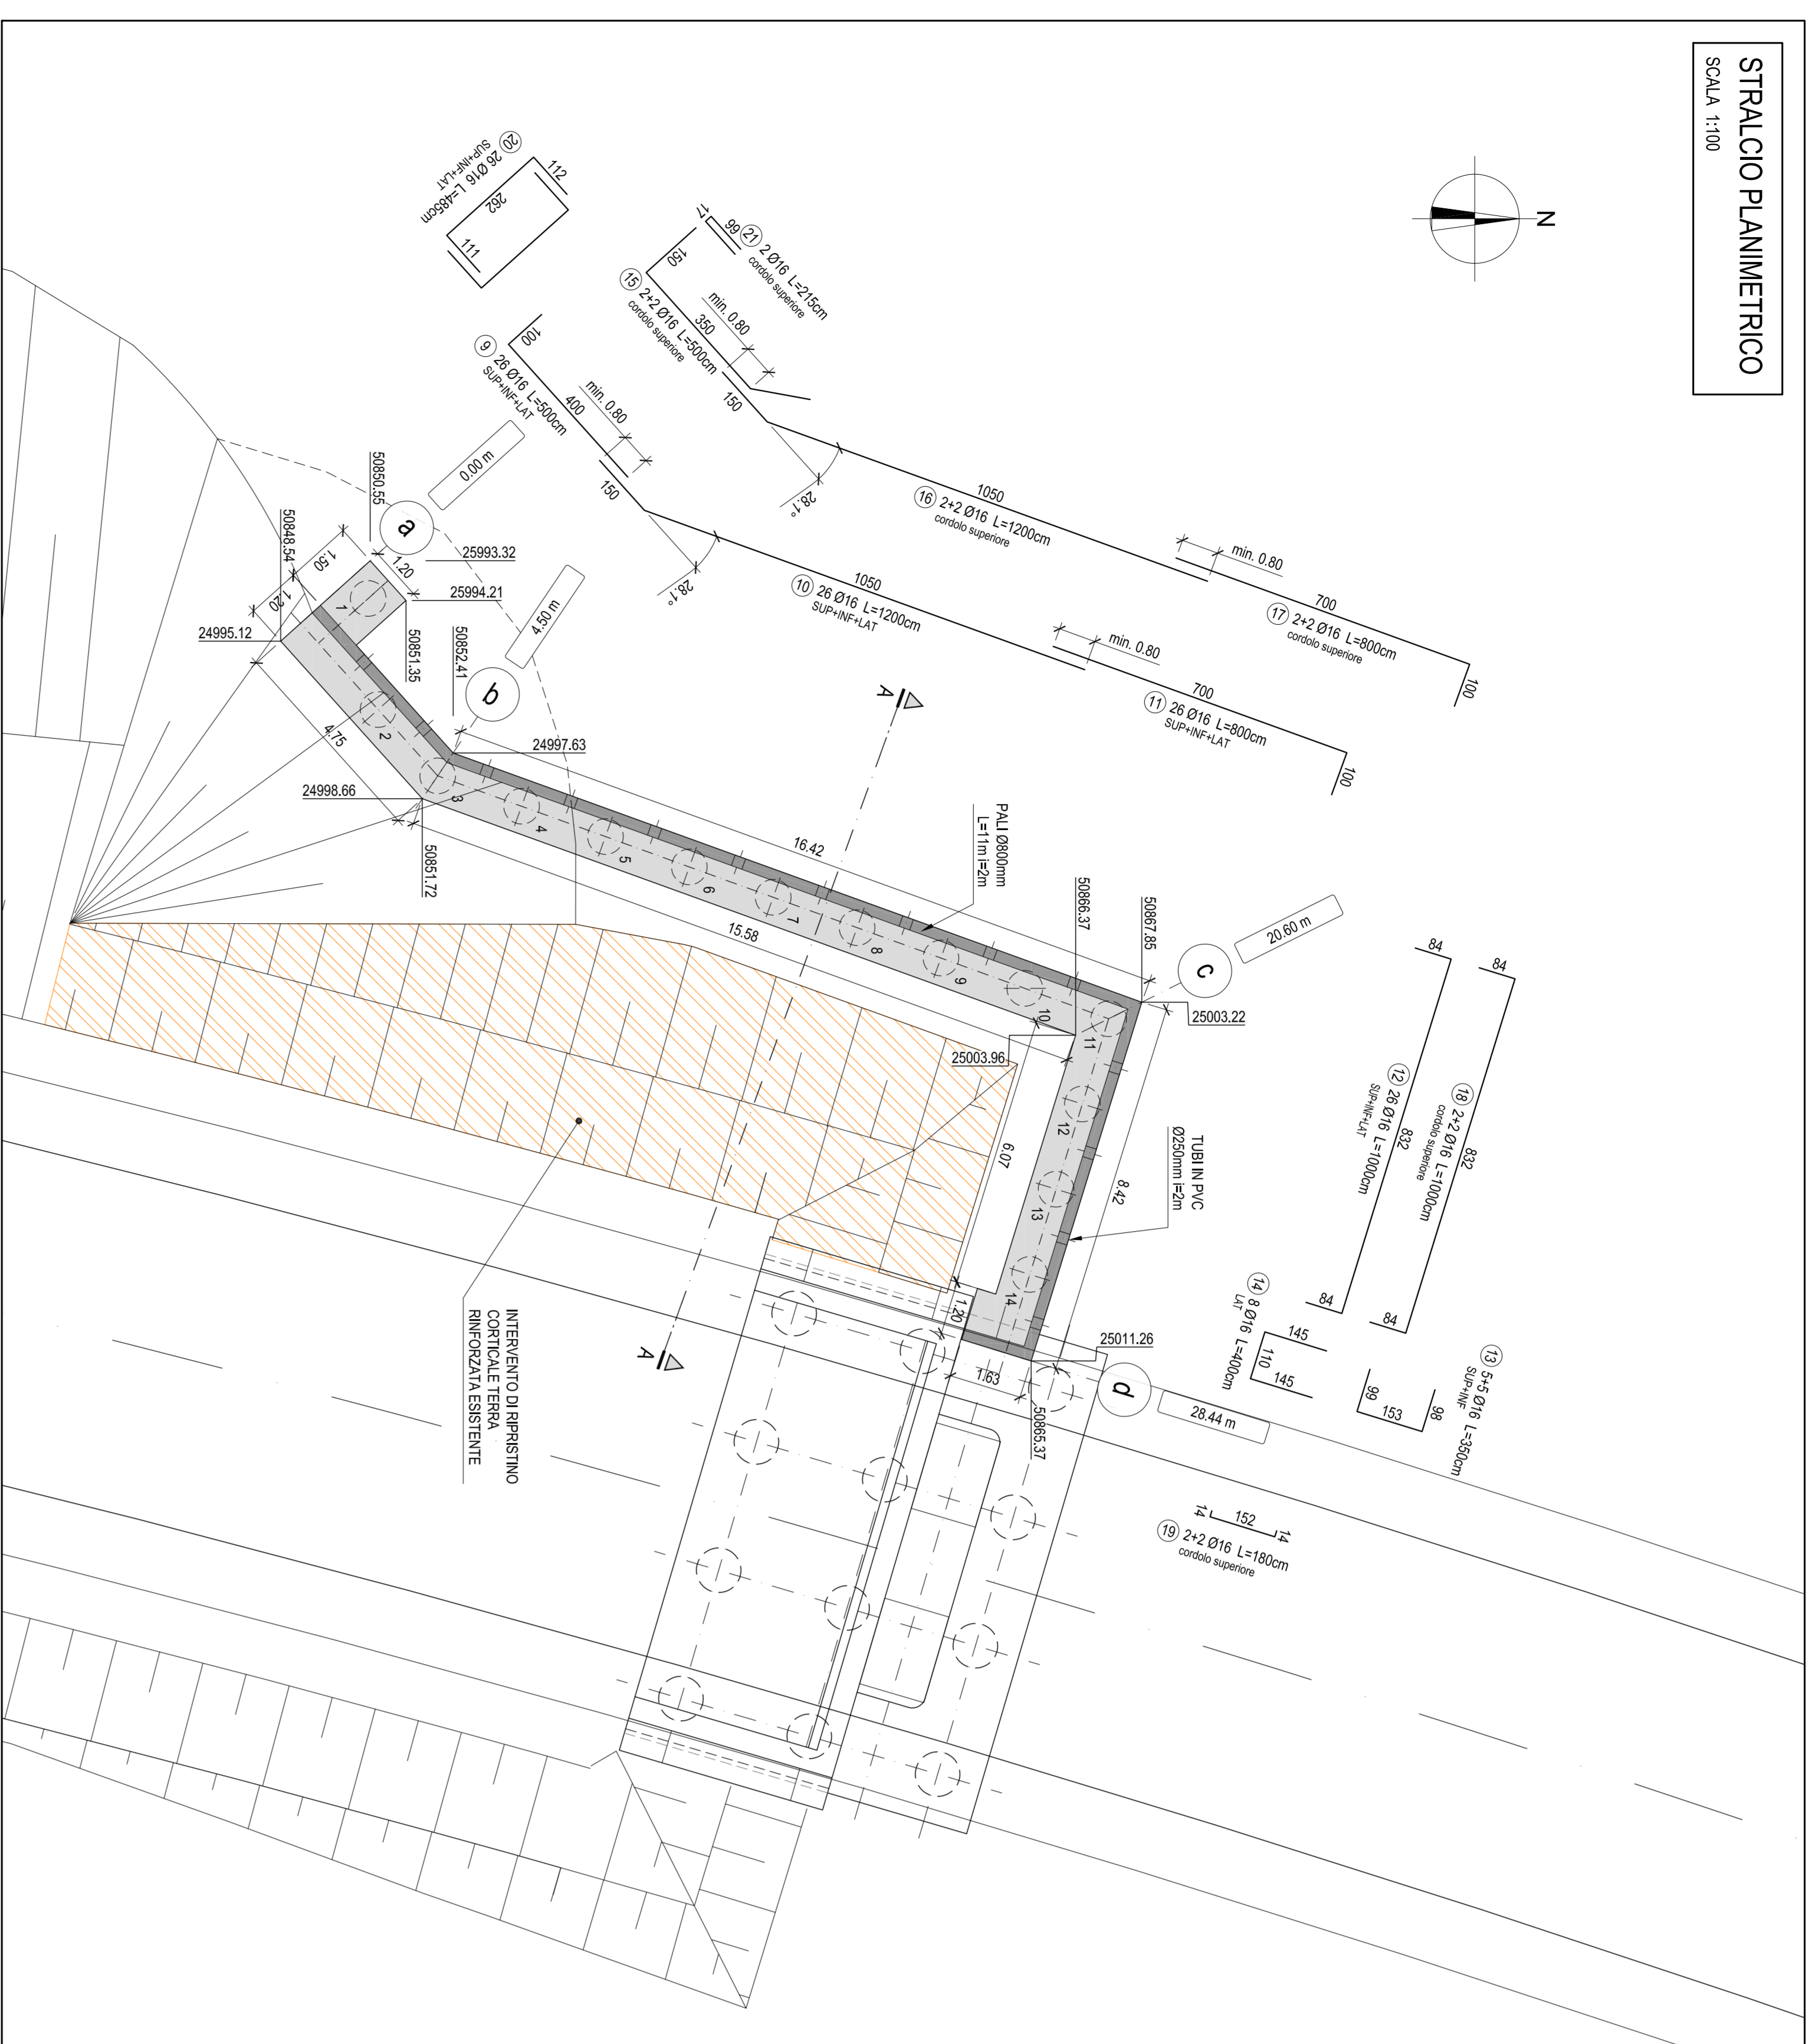 STRALCIO PLANIMETRICO
SCALA 1:100
N
20 26 Ø16 L=485cm
SUP+INF+LAT
112
262
111
21 2 Ø16 L=215cm
cordolo superiore
17
99
15 2+2 Ø16 L=500cm
cordolo superiore
150
350
min. 0.80
150
28.1°
9 26 Ø16 L=500cm
SUP+INF+LAT
100
400
min. 0.80
150
28.1°
1050
16 2+2 Ø16 L=1200cm
cordolo superiore
min. 0.80
700
17 2+2 Ø16 L=800cm
cordolo superiore
100
1050
10 26 Ø16 L=1200cm
SUP+INF+LAT
min. 0.80
700
11 26 Ø16 L=800cm
SUP+INF+LAT
100
0.00 m
a
50850.55
50848.54
25993.32
25994.21
1.50
1.20
1.20
24995.12
50851.35
4.50 m
b
50852.41
24997.63
24998.66
50851.72
4.75
16.42
15.58
A
A
PALI Ø800mm
L=11m i=2m
1
2
3
4
5
6
7
8
9
10
11
12
13
14
50866.37
50867.85
20.60 m
c
25003.22
25003.96
6.07
8.42
TUBI IN PVC
Ø250mm i=2m
84
832
84
12 26 Ø16 L=1000cm
SUP+INF+LAT
84
832
84
18 2+2 Ø16 L=1000cm
cordolo superiore
14 8 Ø16 L=400cm
LAT
145
110
145
13 5+5 Ø16 L=350cm
SUP+INF
99
153
98
1.20
1.63
25011.26
50865.37
d
28.44 m
14
152
14
19 2+2 Ø16 L=180cm
cordolo superiore
INTERVENTO DI RIPRISTINO
CORTICALE TERRA
RINFORZATA ESISTENTE